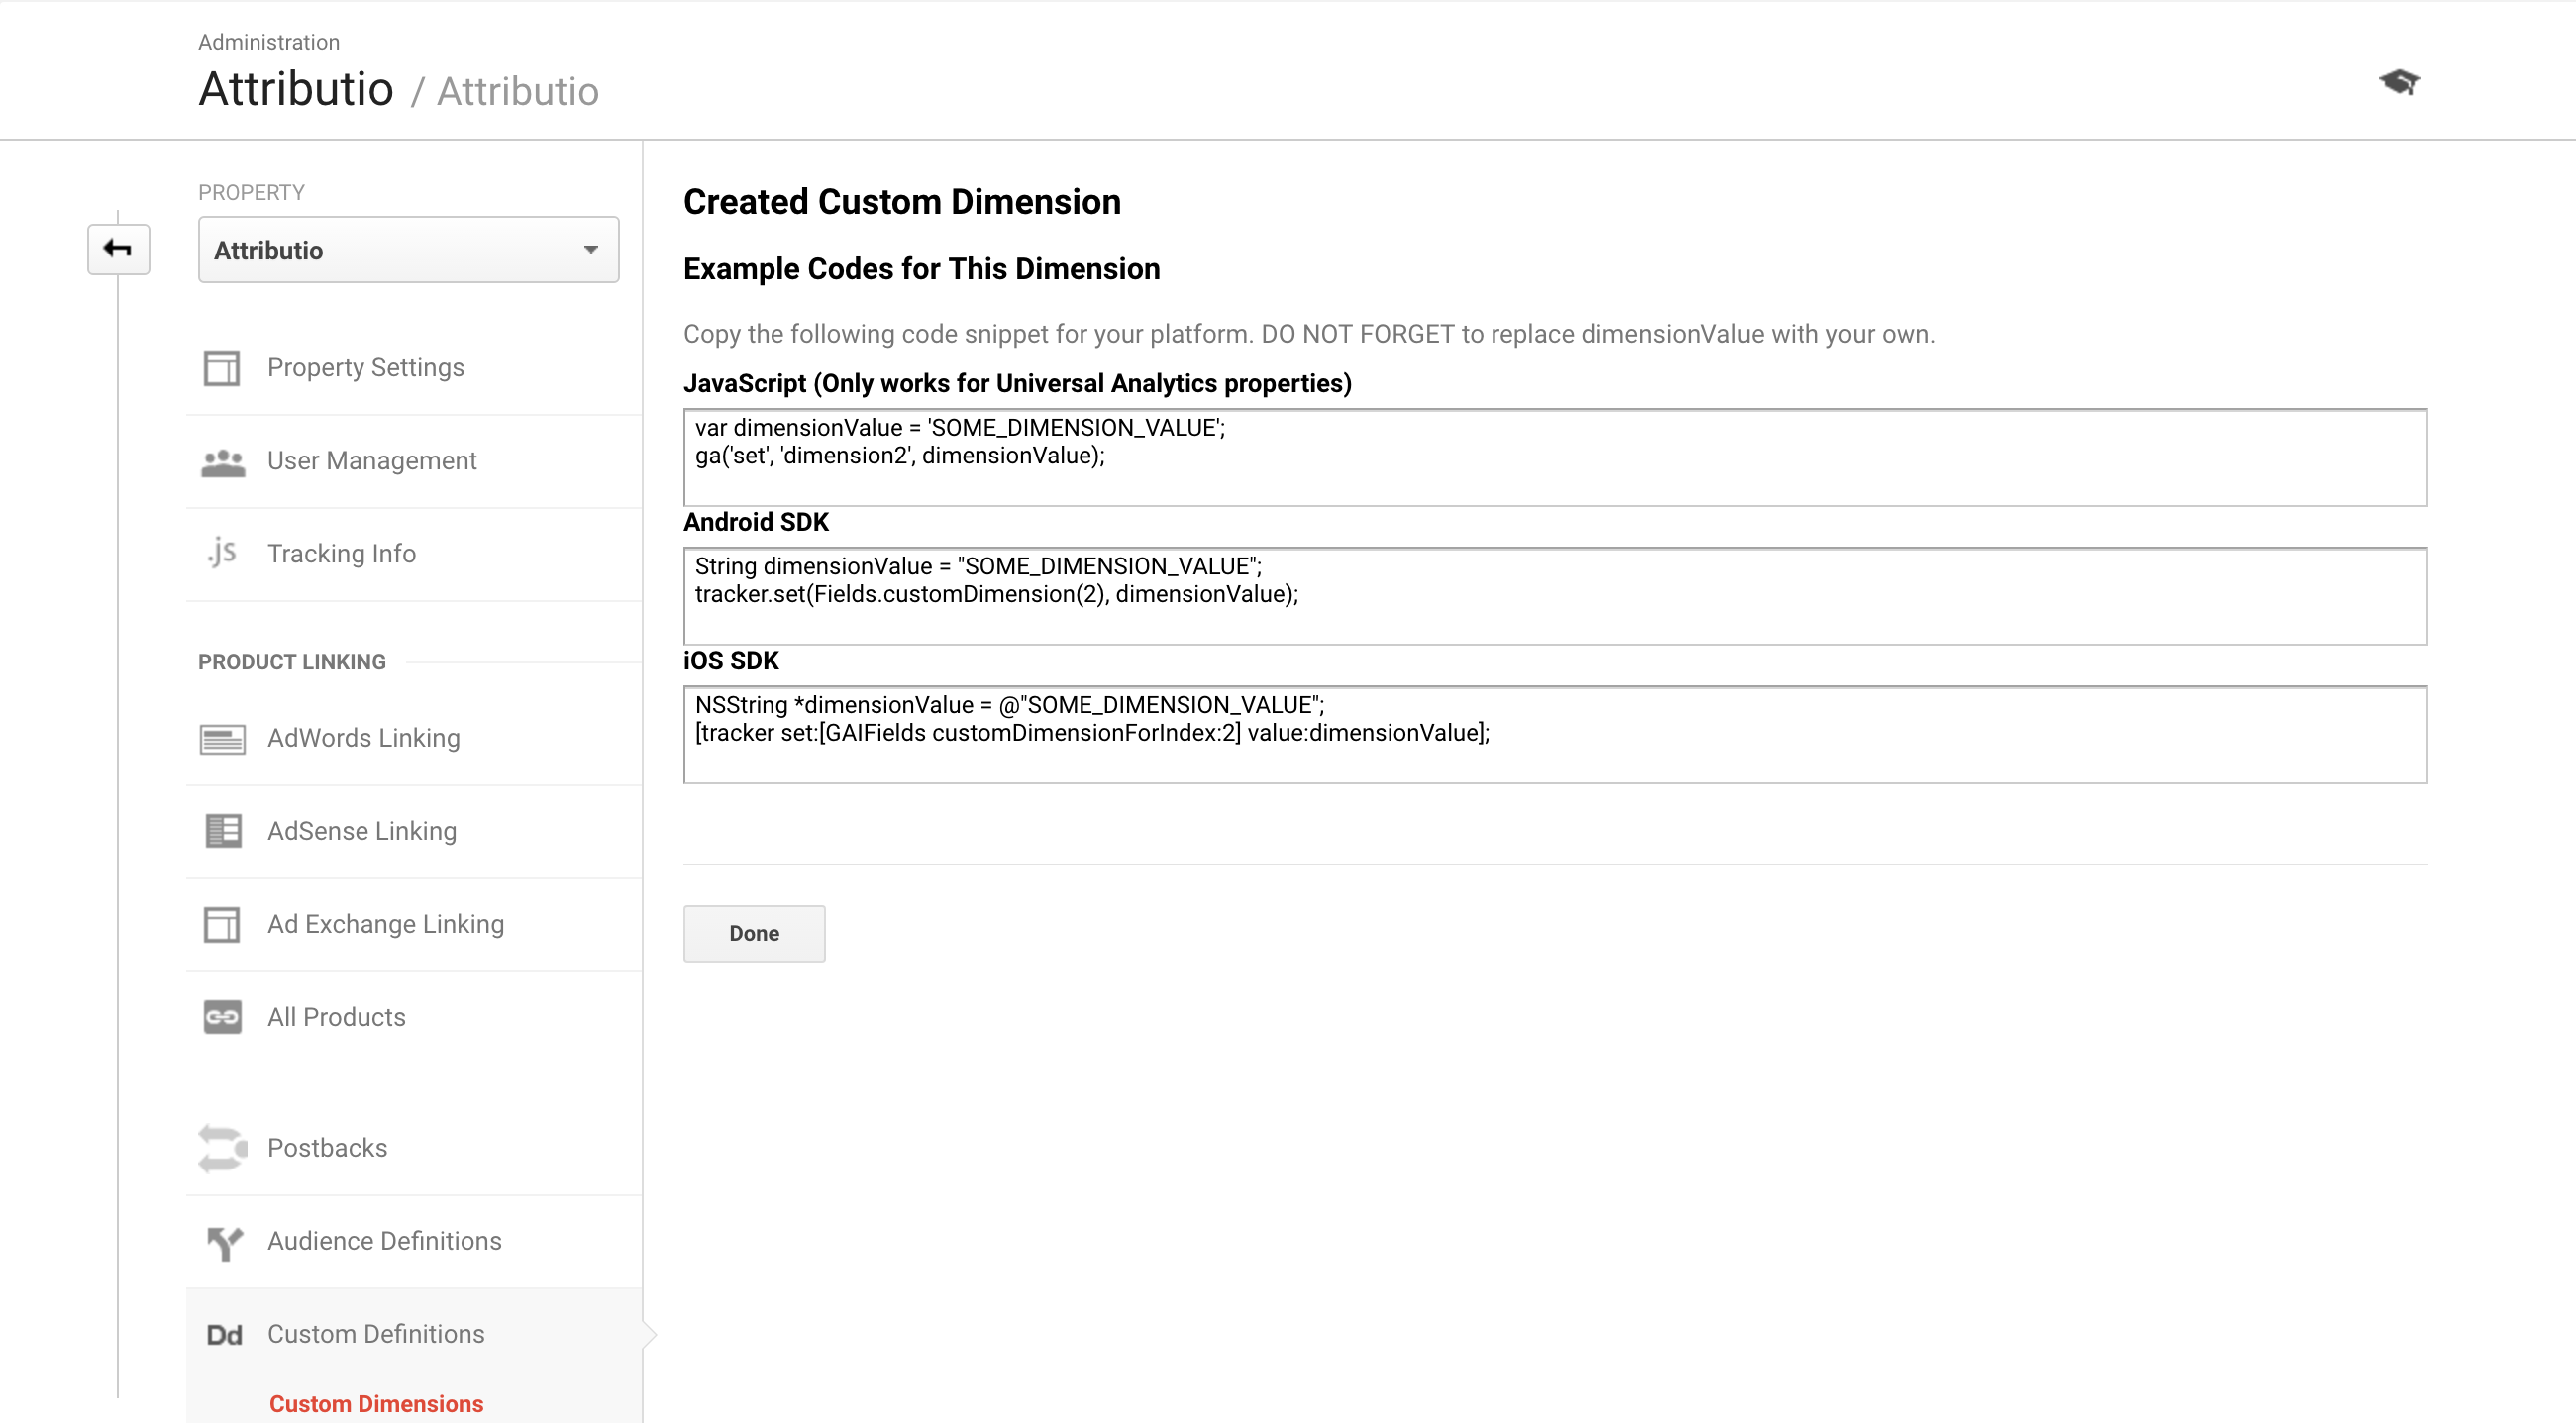 Administration
Attributio / Attributio
PROPERTY
Attributio
Property Settings
User Management
.js Tracking Info
PRODUCT LINKING
AdWords Linking
AdSense Linking
Ad Exchange Linking
All Products
Postbacks
Audience Definitions
Dd Custom Definitions
Custom Dimensions
Created Custom Dimension
Example Codes for This Dimension
Copy the following code snippet for your platform. DO NOT FORGET to replace dimensionValue with your own.
JavaScript (Only works for Universal Analytics properties)
var dimensionValue = 'SOME_DIMENSION_VALUE';
ga('set', 'dimension2', dimensionValue);
Android SDK
String dimensionValue = "SOME_DIMENSION_VALUE";
tracker.set(Fields.customDimension(2), dimensionValue);
iOS SDK
NSString *dimensionValue = @"SOME_DIMENSION_VALUE";
[tracker set:[GAIFields customDimensionForIndex:2] value:dimensionValue];
Done